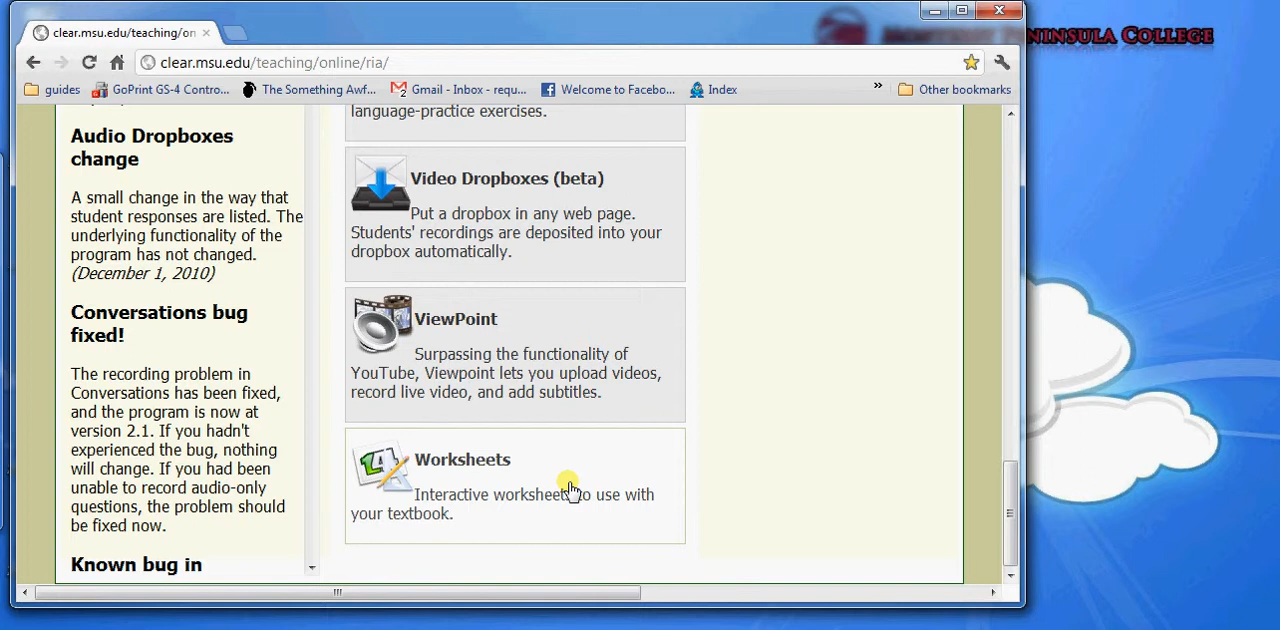 NINSULA COLLEGE
clear.msu.edu/teaching/on
clear.msu.edu/teaching/online/ria/
guides
GoPrint GS-4 Contro...
The Something Awf...
Gmail - Inbox - requ...
Welcome to Facebo...
Index
»
Other bookmarks
Audio Dropboxes
change
A small change in the way that
student responses are listed. The
underlying functionality of the
program has not changed.
(December 1, 2010)
Conversations bug
fixed!
The recording problem in
Conversations has been fixed,
and the program is now at
version 2.1. If you hadn't
experienced the bug, nothing
will change. If you had been
unable to record audio-only
questions, the problem should
be fixed now.
Known bug in
language-practice exercises.
Video Dropboxes (beta)
Put a dropbox in any web page.
Students' recordings are deposited into your
dropbox automatically.
ViewPoint
Surpassing the functionality of
YouTube, Viewpoint lets you upload videos,
record live video, and add subtitles.
Worksheets
Interactive worksheets to use with
your textbook.